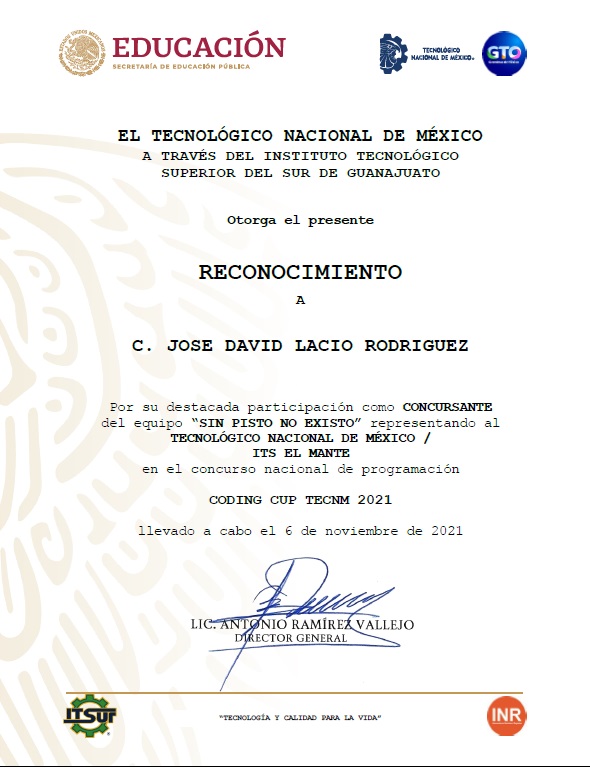 EDUCACIÓN
SECRETARÍA DE EDUCACIÓN PÚBLICA
TECNOLÓGICO
NACIONAL DE MÉXICO
GTO
EL TECNOLÓGICO NACIONAL DE MÉXICO
A TRAVÉS DEL INSTITUTO TECNOLÓGICO
SUPERIOR DEL SUR DE GUANAJUATO
Otorga el presente
RECONOCIMIENTO
A
C. JOSE DAVID LACIO RODRIGUEZ
Por su destacada participación como CONCURSANTE
del equipo “SIN PISTO NO EXISTO” representando al
TECNOLÓGICO NACIONAL DE MÉXICO /
ITS EL MANTE
en el concurso nacional de programación
CODING CUP TECNM 2021
llevado a cabo el 6 de noviembre de 2021
LIC. ANTONIO RAMÍREZ VALLEJO
DIRECTOR GENERAL
ITSUR
“TECNOLOGÍA Y CALIDAD PARA LA VIDA”
INR